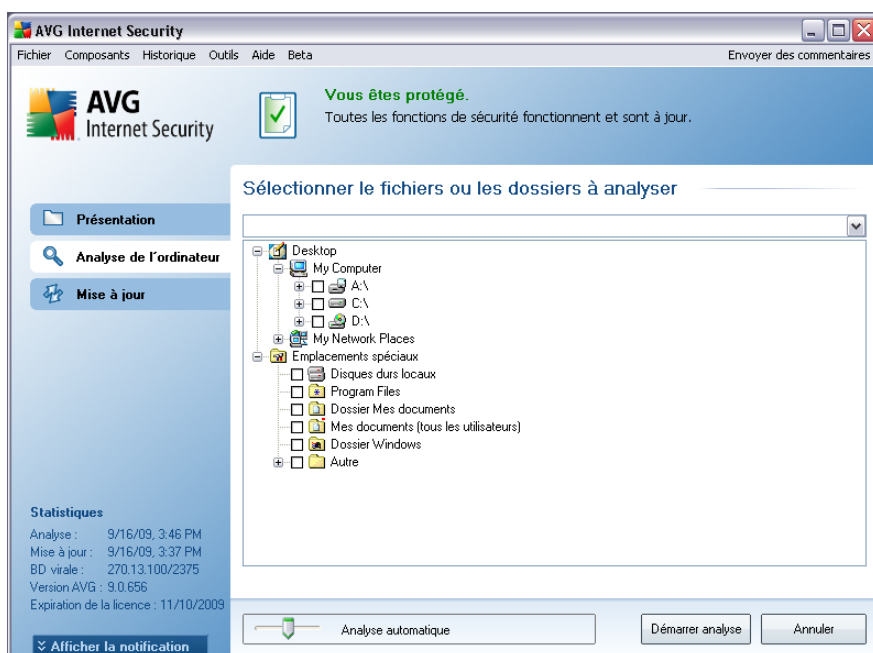 AVG Internet Security
Fichier Composants Historique Outils Aide Beta Envoyer des commentaires
AVG
Internet Security
Vous êtes protégé.
Toutes les fonctions de sécurité fonctionnent et sont à jour.
Présentation
Analyse de l´ordinateur
Mise à jour
Sélectionner le fichiers ou les dossiers à analyser
Desktop
My Computer
A:\
C:\
D:\
My Network Places
Emplacements spéciaux
Disques durs locaux
Program Files
Dossier Mes documents
Mes documents (tous les utilisateurs)
Dossier Windows
Autre
Statistiques
Analyse : 9/16/09, 3:46 PM
Mise à jour : 9/16/09, 3:37 PM
BD virale : 270.13.100/2375
Version AVG : 9.0.656
Expiration de la licence : 11/10/2009
Afficher la notification
Analyse automatique
Démarrer analyse
Annuler